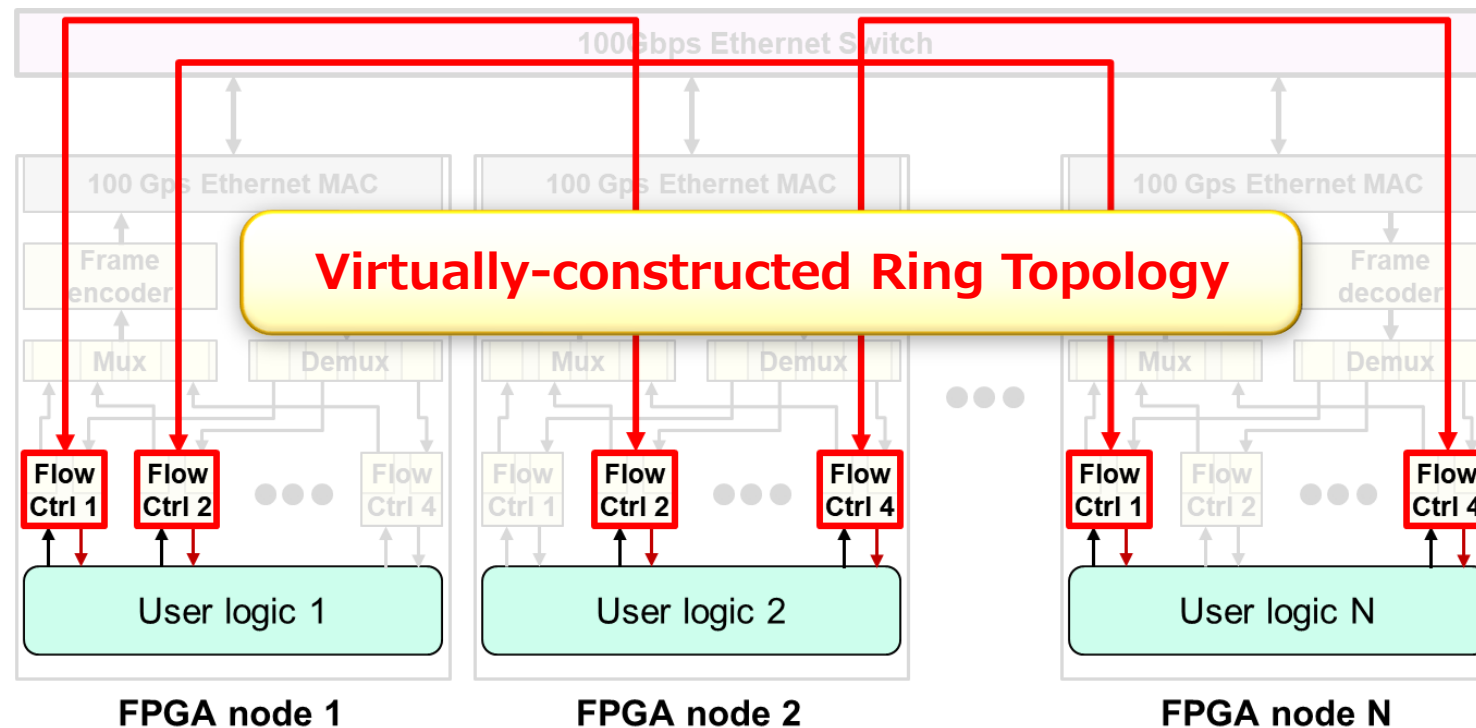 100Gbps Ethernet Switch
100 Gps Ethernet MAC
100 Gps Ethernet MAC
100 Gps Ethernet MAC
Frame
encoder
Virtually-constructed Ring Topology
Frame
decoder
Mux
Demux
Mux
Demux
Mux
Demux
Flow
Ctrl 1
Flow
Ctrl 2
Flow
Ctrl 4
Flow
Ctrl 1
Flow
Ctrl 2
Flow
Ctrl 4
Flow
Ctrl 1
Flow
Ctrl 2
Flow
Ctrl 4
User logic 1
User logic 2
User logic N
FPGA node 1
FPGA node 2
FPGA node N